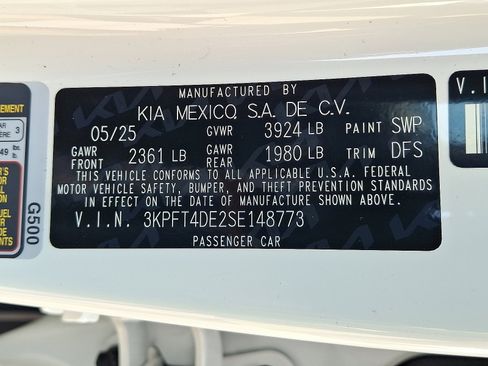 MANUFACTURED BY
KIA MEXICO, S.A. DE C.V.
05/25 GVWR 3924 LB PAINT SWP
GAWR FRONT 2361 LB GAWR REAR 1980 LB TRIM DFS
THIS VEHICLE CONFORMS TO ALL APPLICABLE U.S.A. FEDERAL
MOTOR VEHICLE SAFETY, BUMPER, AND THEFT PREVENTION STANDARDS
IN EFFECT ON THE DATE OF MANUFACTURE SHOWN ABOVE.
V.I.N. 3KPFT4DE2SE148773
PASSENGER CAR
G500
V.I